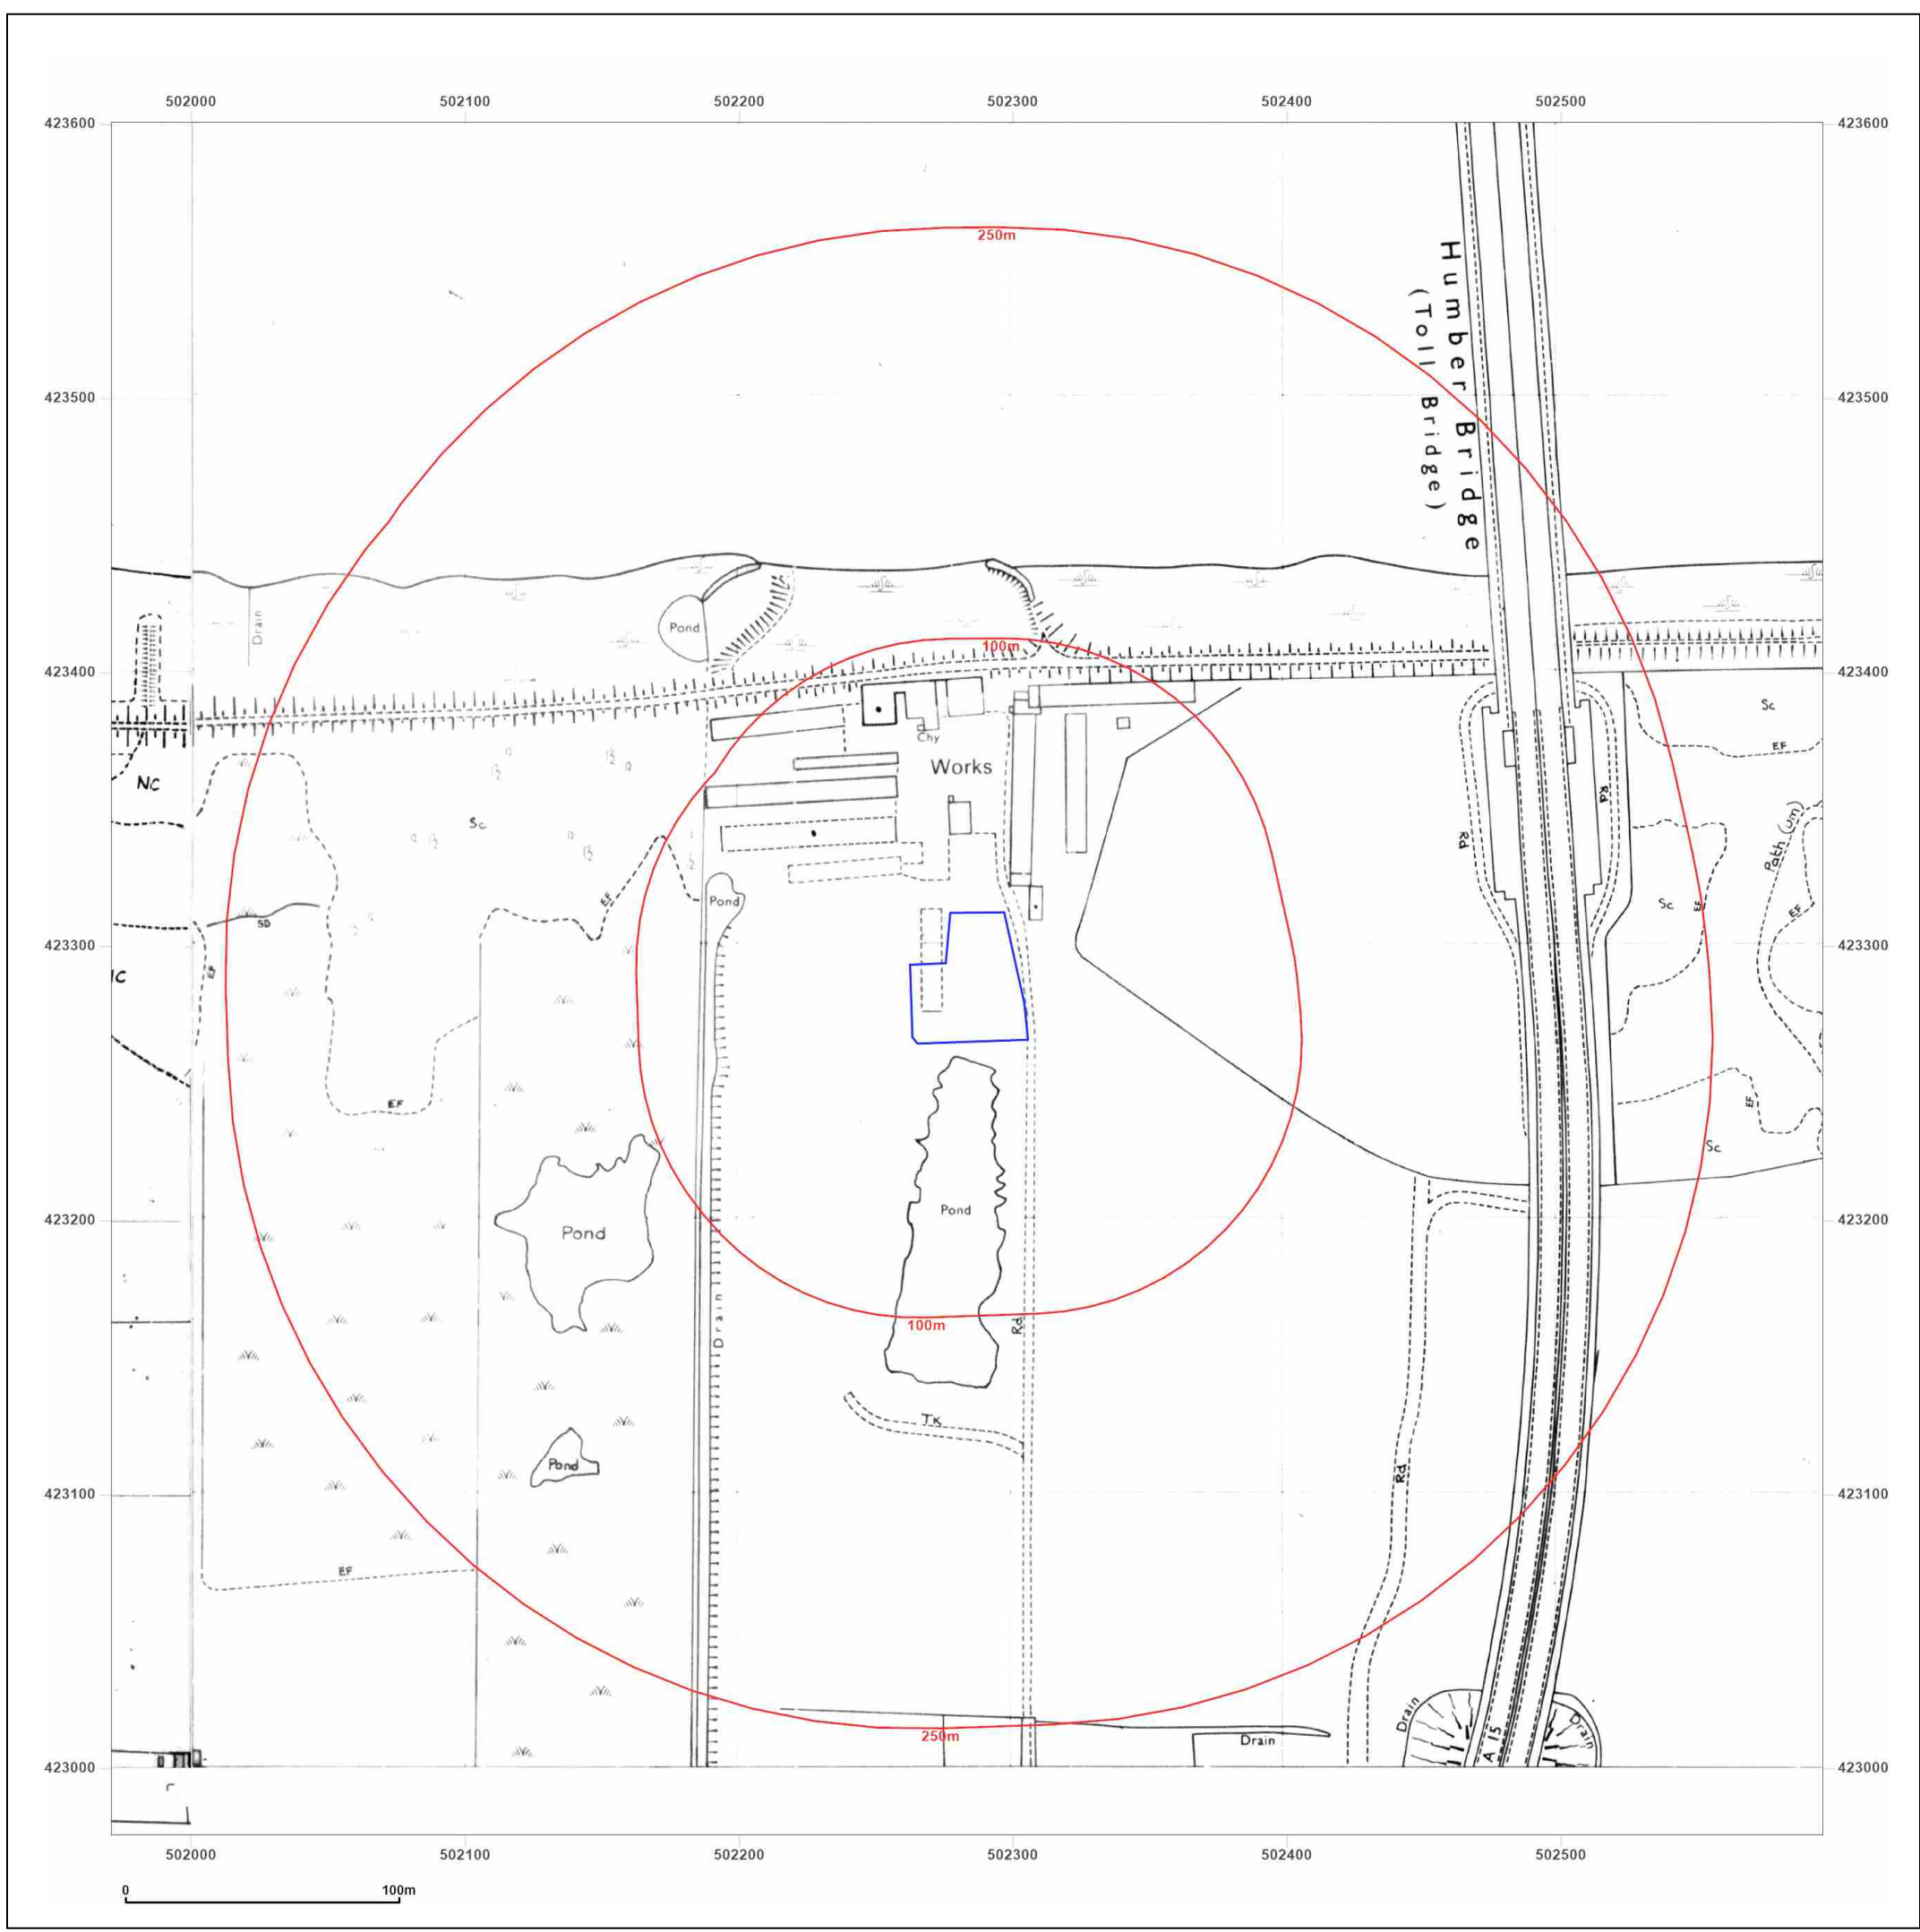 502000 502100 502200 502300 502400 502500
423600 423600
250m
Humber Bridge
(Toll Bridge)
423500 423500
Drain
Pond
100m
423400 423400
Sc
EF
Chy
Works
NC
Rd
Rd
Path (um)
Sc
EF
Pond
Sc
EF
EF
SD
423300 423300
EF
IC
EF
EF
Sc
423200 423200
Pond
Pond
Drain
100m
Rd
TK
Pond
Rd
423100 423100
EF
Drain
A 15
Drain
250m
Drain
423000 423000
502000 502100 502200 502300 502400 502500
0 100m